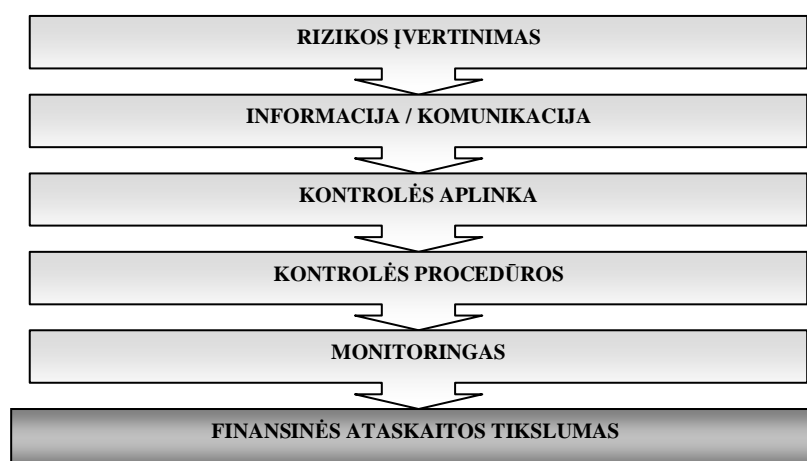 RIZIKOS ĮVERTINIMAS
INFORMACIJA / KOMUNIKACIJA
KONTROLĖS APLINKA
KONTROLĖS PROCEDŪROS
MONITORINGAS
FINANSINĖS ATASKAITOS TIKSLUMAS